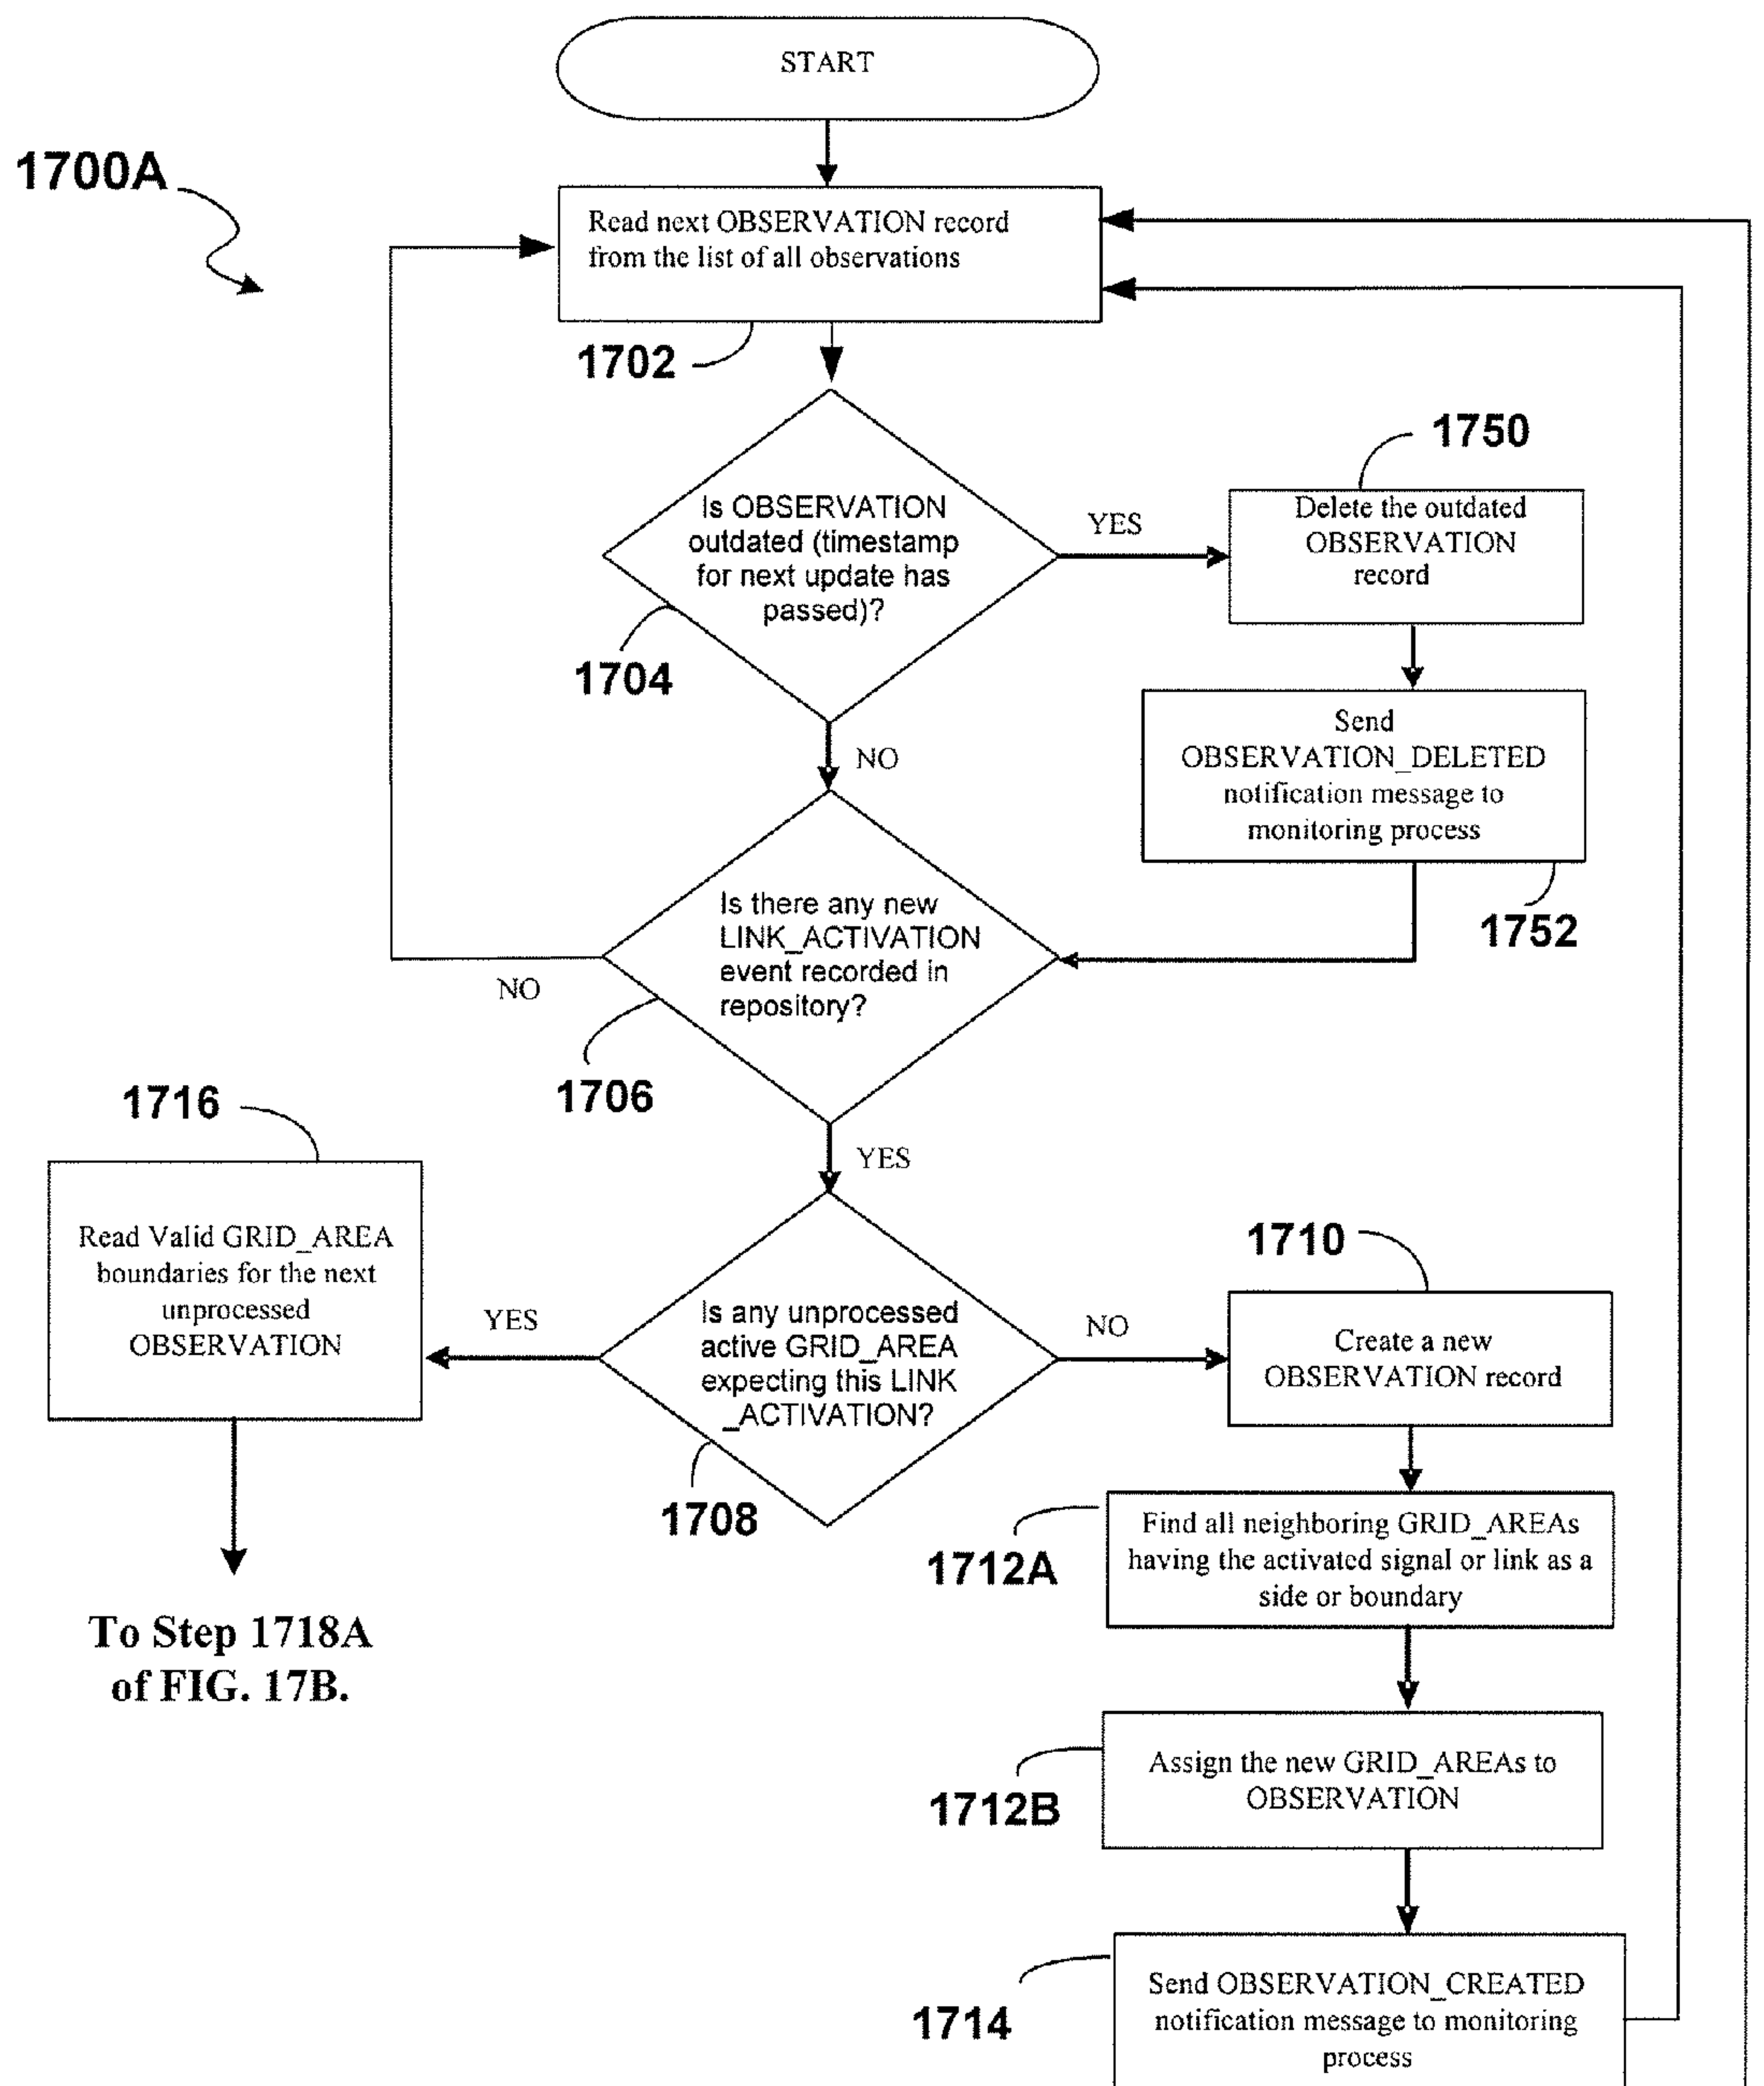 START
1700A
Read next OBSERVATION record
from the list of all observations
1702
1750
Is OBSERVATION
outdated (timestamp
for next update has
passed)?
YES
Delete the outdated
OBSERVATION
record
1704
NO
Send
OBSERVATION_DELETED
notification message to
monitoring process
1752
Is there any new
LINK_ACTIVATION
event recorded in
repository?
NO
1706
YES
1716
Read Valid GRID_AREA
boundaries for the next
unprocessed
OBSERVATION
YES
Is any unprocessed
active GRID_AREA
expecting this LINK
_ACTIVATION?
NO
1710
Create a new
OBSERVATION record
1708
1712A
Find all neighboring GRID_AREAs
having the activated signal or link as a
side or boundary
To Step 1718A
of FIG. 17B.
1712B
Assign the new GRID_AREAs to
OBSERVATION
1714
Send OBSERVATION_CREATED
notification message to monitoring
process